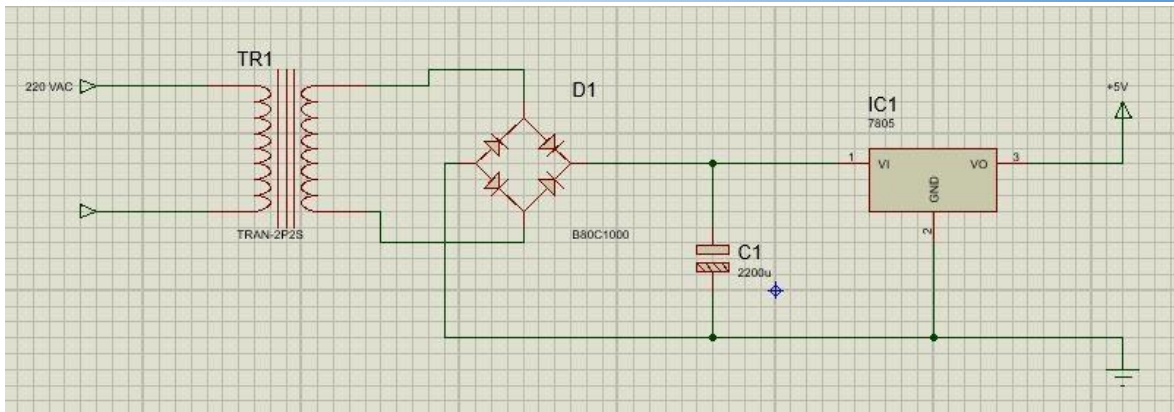 TR1
220 VAC
TRAN-2P2S
D1
B80C1000
C1
2200u
IC1
7805
1
VI
VO
3
GND
2
+5V